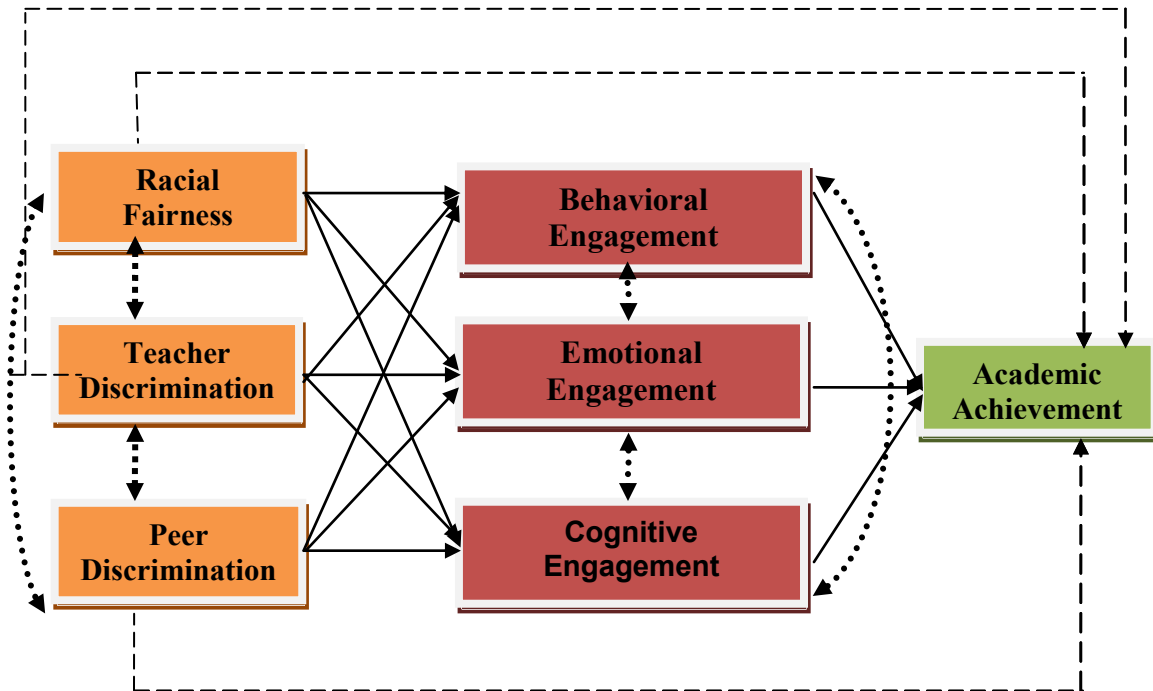 Racial
Fairness
Behavioral
Engagement
Teacher
Discrimination
Emotional
Engagement
Academic
Achievement
Peer
Discrimination
Cognitive
Engagement